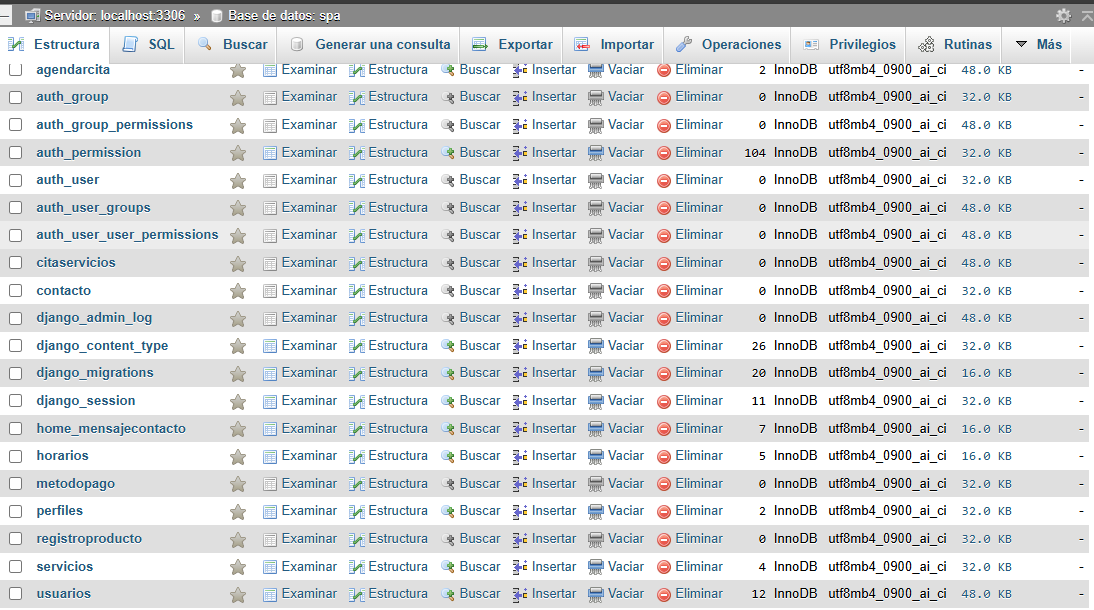 Servidor: localhost:3306 » Base de datos: spa
Estructura SQL Buscar Generar una consulta Exportar Importar Operaciones Privilegios Rutinas Más
agendarcita Examinar Estructura Buscar Insertar Vaciar Eliminar 2 InnoDB utf8mb4_0900_ai_ci 48.0 KB -
auth_group Examinar Estructura Buscar Insertar Vaciar Eliminar 0 InnoDB utf8mb4_0900_ai_ci 32.0 KB -
auth_group_permissions Examinar Estructura Buscar Insertar Vaciar Eliminar 0 InnoDB utf8mb4_0900_ai_ci 48.0 KB -
auth_permission Examinar Estructura Buscar Insertar Vaciar Eliminar 104 InnoDB utf8mb4_0900_ai_ci 32.0 KB -
auth_user Examinar Estructura Buscar Insertar Vaciar Eliminar 0 InnoDB utf8mb4_0900_ai_ci 32.0 KB -
auth_user_groups Examinar Estructura Buscar Insertar Vaciar Eliminar 0 InnoDB utf8mb4_0900_ai_ci 48.0 KB -
auth_user_user_permissions Examinar Estructura Buscar Insertar Vaciar Eliminar 0 InnoDB utf8mb4_0900_ai_ci 48.0 KB -
citaservicios Examinar Estructura Buscar Insertar Vaciar Eliminar 0 InnoDB utf8mb4_0900_ai_ci 48.0 KB -
contacto Examinar Estructura Buscar Insertar Vaciar Eliminar 0 InnoDB utf8mb4_0900_ai_ci 32.0 KB -
django_admin_log Examinar Estructura Buscar Insertar Vaciar Eliminar 0 InnoDB utf8mb4_0900_ai_ci 48.0 KB -
django_content_type Examinar Estructura Buscar Insertar Vaciar Eliminar 26 InnoDB utf8mb4_0900_ai_ci 32.0 KB -
django_migrations Examinar Estructura Buscar Insertar Vaciar Eliminar 20 InnoDB utf8mb4_0900_ai_ci 16.0 KB -
django_session Examinar Estructura Buscar Insertar Vaciar Eliminar 11 InnoDB utf8mb4_0900_ai_ci 32.0 KB -
home_mensajecontacto Examinar Estructura Buscar Insertar Vaciar Eliminar 7 InnoDB utf8mb4_0900_ai_ci 16.0 KB -
horarios Examinar Estructura Buscar Insertar Vaciar Eliminar 5 InnoDB utf8mb4_0900_ai_ci 16.0 KB -
metodopago Examinar Estructura Buscar Insertar Vaciar Eliminar 0 InnoDB utf8mb4_0900_ai_ci 32.0 KB -
perfiles Examinar Estructura Buscar Insertar Vaciar Eliminar 2 InnoDB utf8mb4_0900_ai_ci 32.0 KB -
registroproducto Examinar Estructura Buscar Insertar Vaciar Eliminar 0 InnoDB utf8mb4_0900_ai_ci 32.0 KB -
servicios Examinar Estructura Buscar Insertar Vaciar Eliminar 4 InnoDB utf8mb4_0900_ai_ci 32.0 KB -
usuarios Examinar Estructura Buscar Insertar Vaciar Eliminar 12 InnoDB utf8mb4_0900_ai_ci 48.0 KB -